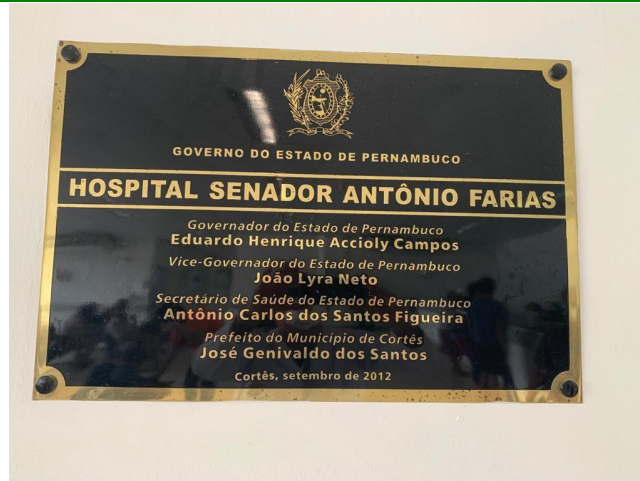 GOVERNO DO ESTADO DE PERNAMBUCO
HOSPITAL SENADOR ANTÔNIO FARIAS
Governador do Estado de Pernambuco
Eduardo Henrique Accioly Campos
Vice-Governador do Estado de Pernambuco
João Lyra Neto
Secretário de Saúde do Estado de Pernambuco
Antônio Carlos dos Santos Figueira
Prefeito do Município de Cortês
José Genivaldo dos Santos
Cortês, setembro de 2012